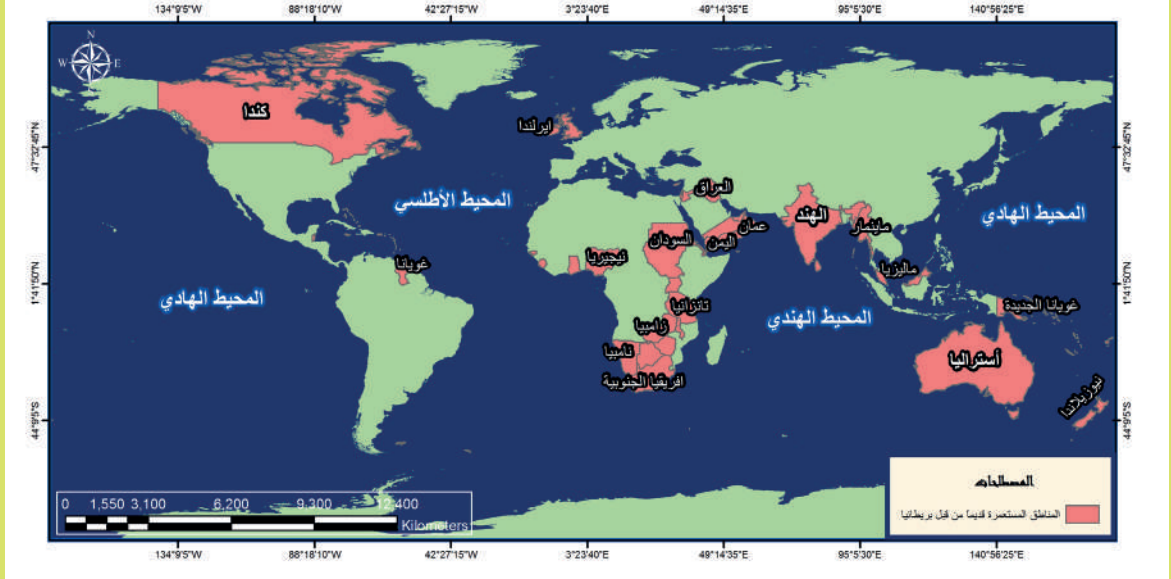 134°9'5"W 88°18'10"W 42°27'15"W 3°23'40"E 49°14'35"E 95°5'30"E 140°56'25"E
N
W E
S
كندا
ايرلندا
47°32'45"N
47°32'45"N
العراق
المحيط الأطلسي
الهند
المحيط الهادي
عمان
ماينمار
السودان
اليمن
نيجيريا
غويانا
ماليزيا
1°41'50"N
1°41'50"N
المحيط الهادي
تانزانيا
غويانا الجديدة
المحيط الهندي
زامبيا
نامبيا
أستراليا
افريقيا الجنوبية
نيوزيلاندا
44°9'5"S
44°9'5"S
المصطلحات
المناطق المستعمرة قديماً من قبل بريطانيا
0 1,550 3,100 6,200 9,300 12,400
Kilometers
134°9'5"W 88°18'10"W 42°27'15"W 3°23'40"E 49°14'35"E 95°5'30"E 140°56'25"E